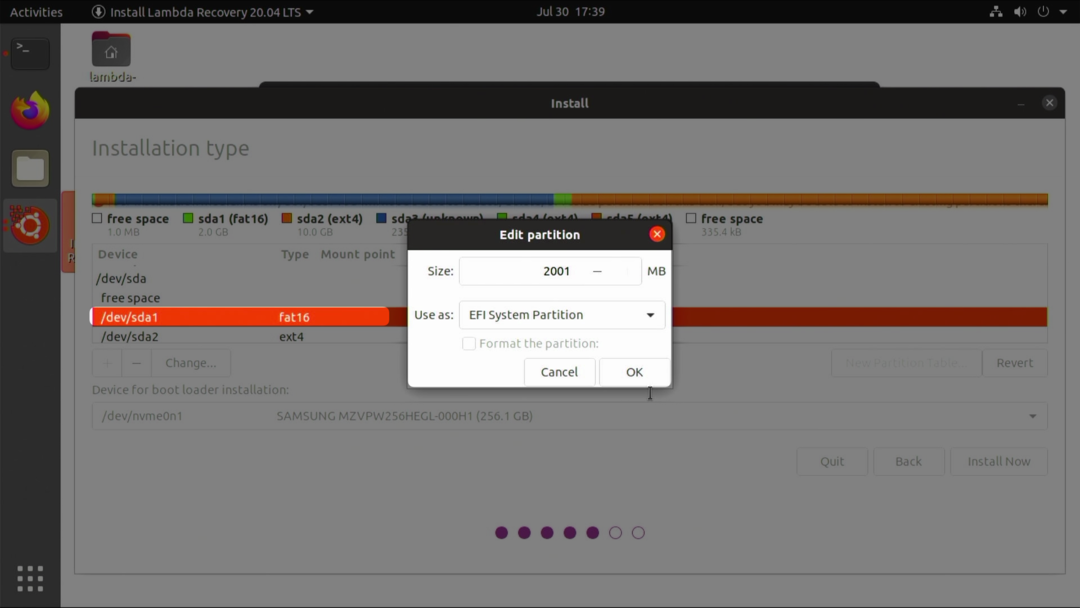 Activities Install Lambda Recovery 20.04 LTS Jul 30 17:39
lambda-
Install
Installation type
free space sda1 (fat16) sda2 (ext4) sda3 (unknown) sda4 (ext4) sda5 (ext4) free space
1.0 MB 2.0 GB 10.0 GB 335.4 kB
Edit partition
Device Type Mount point
Size: 2001 MB
/dev/sda
free space
/dev/sda1 fat16
Use as: EFI System Partition
/dev/sda2 ext4
Format the partition:
+ − Change... New Partition Table... Revert
Cancel OK
Device for boot loader installation:
/dev/nvme0n1 SAMSUNG MZVPW256HEGL-000H1 (256.1 GB)
Quit Back Install Now